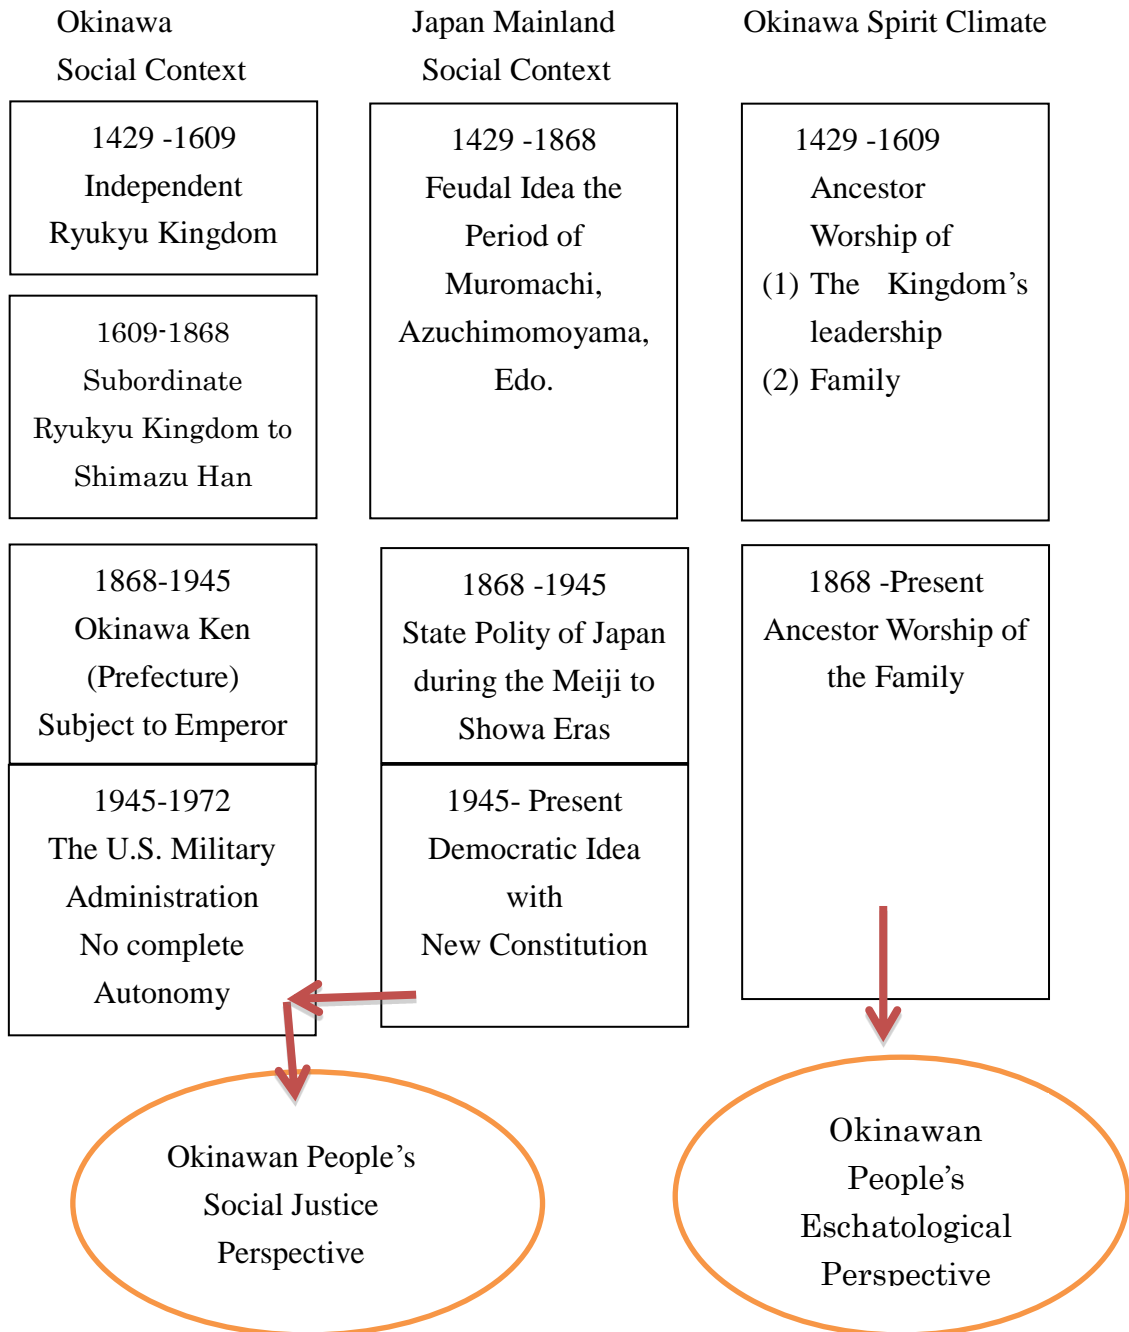 Okinawa
Social Context
Japan Mainland
Social Context
Okinawa Spirit Climate
1429 -1609
Independent
Ryukyu Kingdom
1609-1868
Subordinate
Ryukyu Kingdom to
Shimazu Han
1868-1945
Okinawa Ken
(Prefecture)
Subject to Emperor
1945-1972
The U.S. Military
Administration
No complete
Autonomy
1429 -1868
Feudal Idea the
Period of
Muromachi,
Azuchimomoyama,
Edo.
1868 -1945
State Polity of Japan
during the Meiji to
Showa Eras
1945- Present
Democratic Idea
with
New Constitution
1429 -1609
Ancestor
Worship of
(1) The Kingdom's
leadership
(2) Family
1868 -Present
Ancestor Worship of
the Family
Okinawan People's
Social Justice
Perspective
Okinawan
People's
Eschatological
Perspective